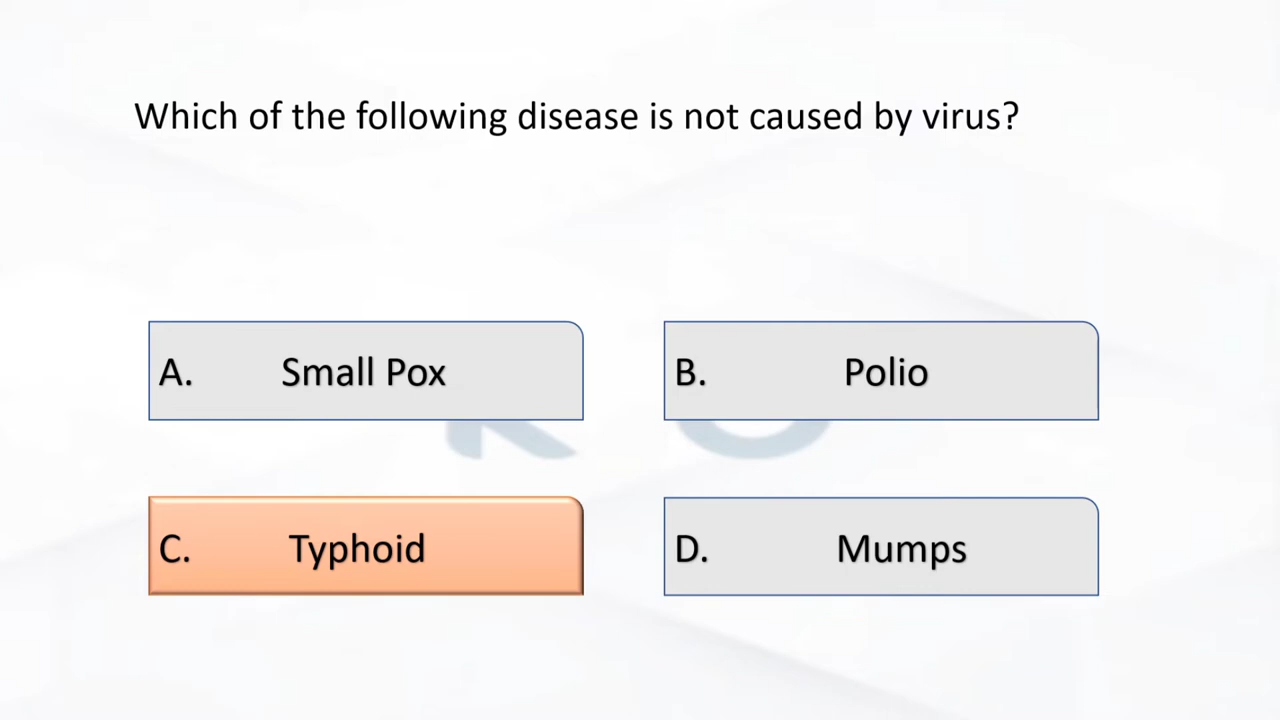 Which of the following disease is not caused by virus?
A. Small Pox
B. Polio
C. Typhoid
D. Mumps